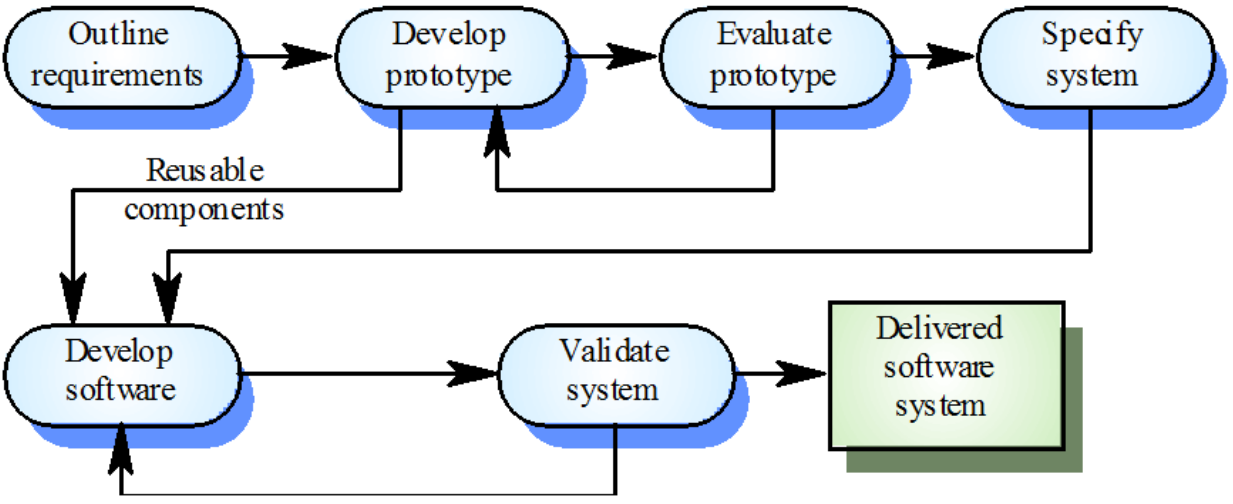 Outline
requirements
Develop
prototype
Evaluate
prototype
Specify
system
Reusable
components
Develop
software
Validate
system
Delivered
software
system